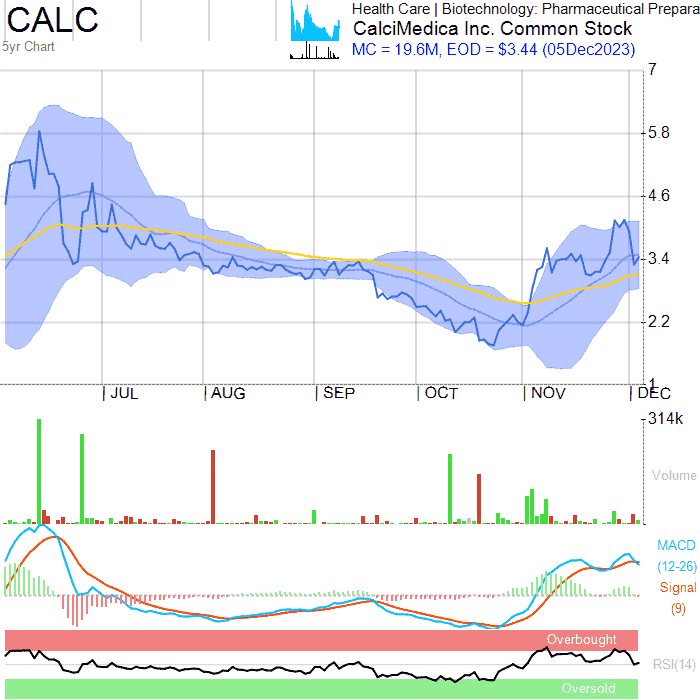 CALC
5yr Chart
Health Care | Biotechnology: Pharmaceutical Prepara
CalciMedica Inc. Common Stock
MC = 19.6M, EOD = $3.44 (05Dec2023)
7
5.8
4.6
3.4
2.2
1
JUL
AUG
SEP
OCT
NOV
DEC
314k
Volume
MACD
(12-26)
Signal
(9)
Overbought
RSI(14)
Oversold